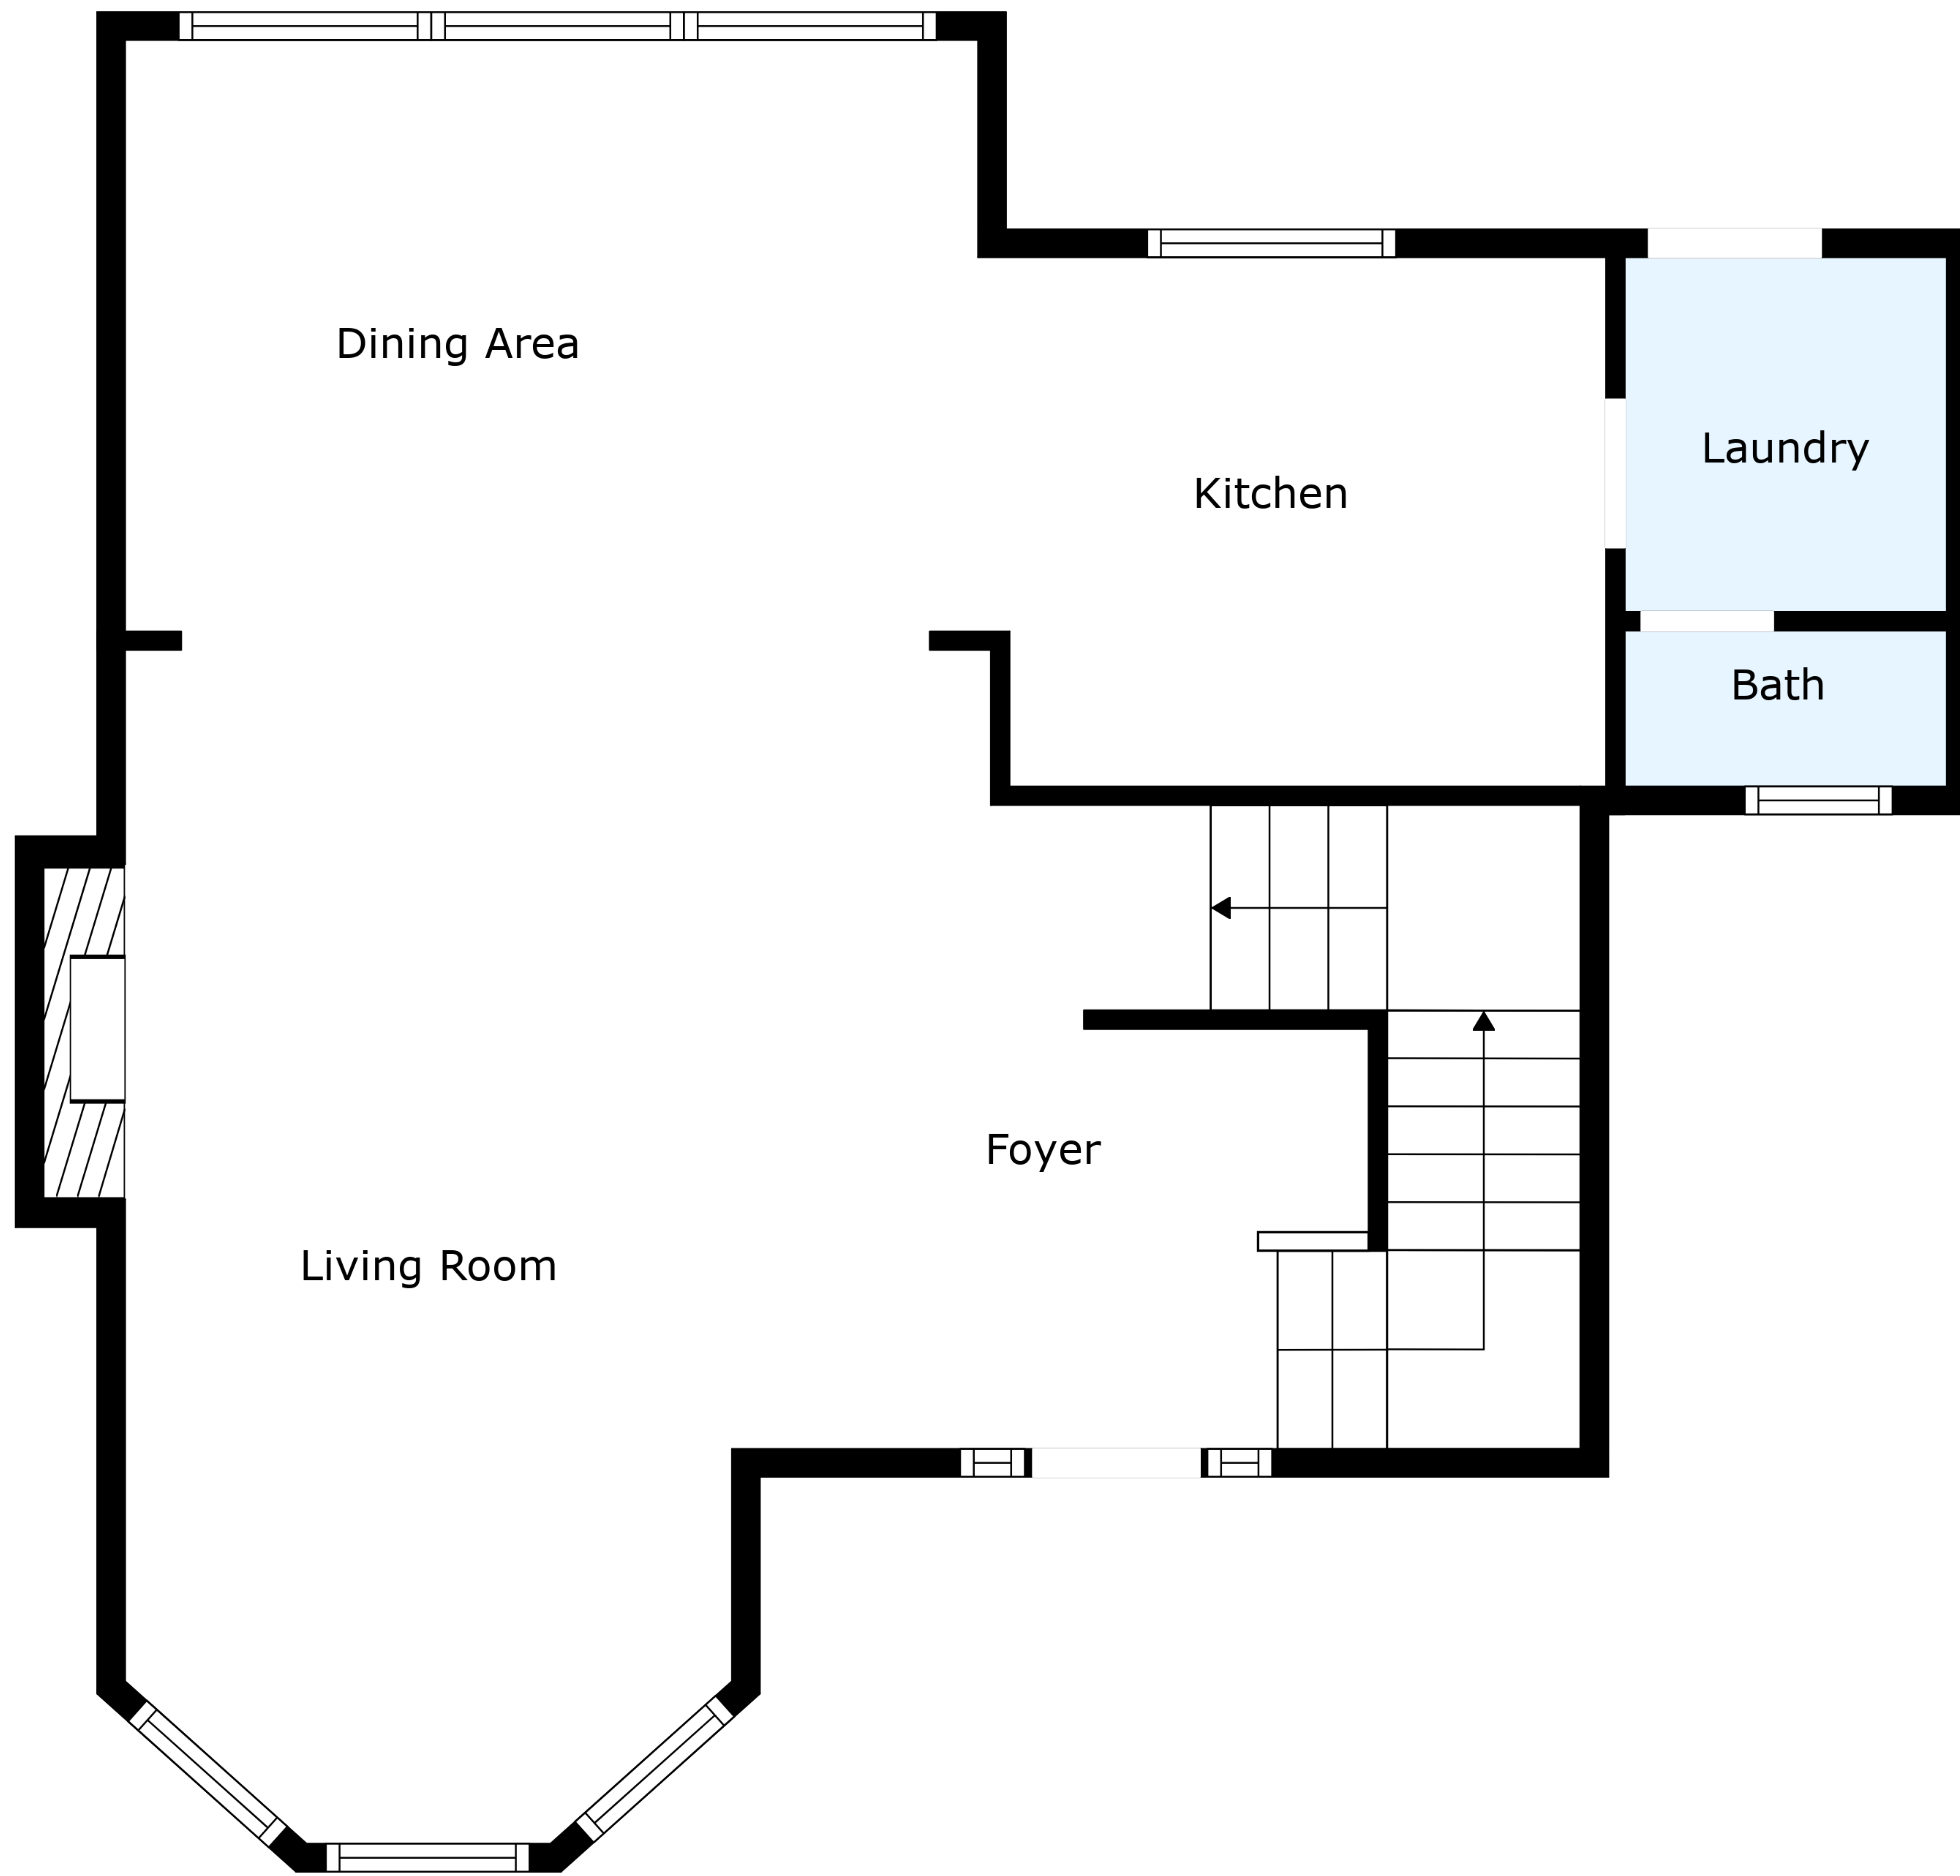 Dining Area
Laundry
Kitchen
Bath
Foyer
Living Room